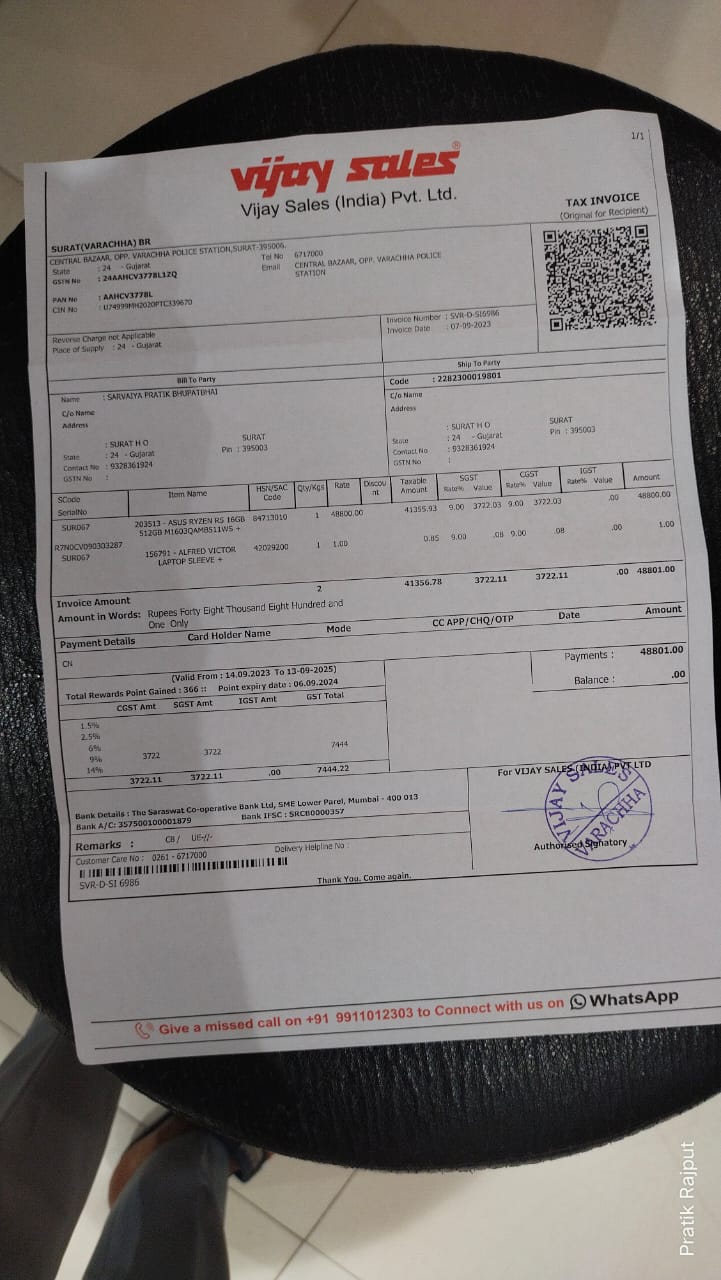 1/1
vijay sales®
Vijay Sales (India) Pvt. Ltd.
TAX INVOICE
(Original for Recipient)
SURAT(VARACHHA) BR
CENTRAL BAZAAR, OPP. VARACHHA POLICE STATION,SURAT-395006.
State : 24 - Gujarat
GSTN No : 24AAHCV3778L1ZQ
Tel No 6717000
Email CENTRAL BAZAAR, OPP. VARACHHA POLICE STATION
PAN No : AAHCV3778L
CIN No : U74999MH2020PTC339670
Reverse Charge not Applicable
Place of Supply : 24 - Gujarat
Invoice Number : SVR-D-SI6986
Invoice Date : 07-09-2023
Bill To Party
Ship To Party
Name : SARVAIYA PRATIK BHUPATBHAI
C/o Name
Address
: SURAT H O SURAT
State : 24 - Gujarat Pin : 395003
Contact No : 9328361924
GSTN No :
Code : 2282300019801
C/o Name
Address
: SURAT H O SURAT
State : 24 - Gujarat Pin : 395003
Contact No : 9328361924
GSTN No :
SCode Item Name HSN/SAC Code Qty/Kgs Rate Discount Taxable Amount SGST Rate% Value CGST Rate% Value IGST Rate% Value Amount
SerialNo
SUR067 203513 - ASUS RYZEN R5 16GB 84713010 1 48800.00 41355.93 9.00 3722.03 9.00 3722.03 .00 48800.00
512GB M1603QAMB511WS +
R7N0CV090303287
SUR067 156791 - ALFRED VICTOR 42029200 1 1.00 0.85 9.00 .08 9.00 .08 .00 1.00
LAPTOP SLEEVE +
Invoice Amount 2 41356.78 3722.11 3722.11 .00 48801.00
Amount in Words: Rupees Forty Eight Thousand Eight Hundred and
One Only
Payment Details Card Holder Name Mode CC APP/CHQ/OTP Date Amount
CN
Payments : 48801.00
Balance : .00
(Valid From : 14.09.2023 To 13-09-2025)
Total Rewards Point Gained : 366 :: Point expiry date : 06.09.2024
CGST Amt SGST Amt IGST Amt GST Total
1.5%
2.5%
6%
9% 3722 3722 7444
14%
3722.11 3722.11 .00 7444.22
Bank Details : The Saraswat Co-operative Bank Ltd, SME Lower Parel, Mumbai - 400 013
Bank A/C: 357500100001879 Bank IFSC : SRCB0000357
For VIJAY SALES (INDIA) PVT LTD
VIJAY SALES
VARACHHA
Authorised Signatory
Remarks : CB / UE-//-
Customer Care No : 0261 - 6717000 Delivery Helpline No :
SVR-D-SI 6986
Thank You. Come again.
Give a missed call on +91 9911012303 to Connect with us on WhatsApp
Pratik Rajput